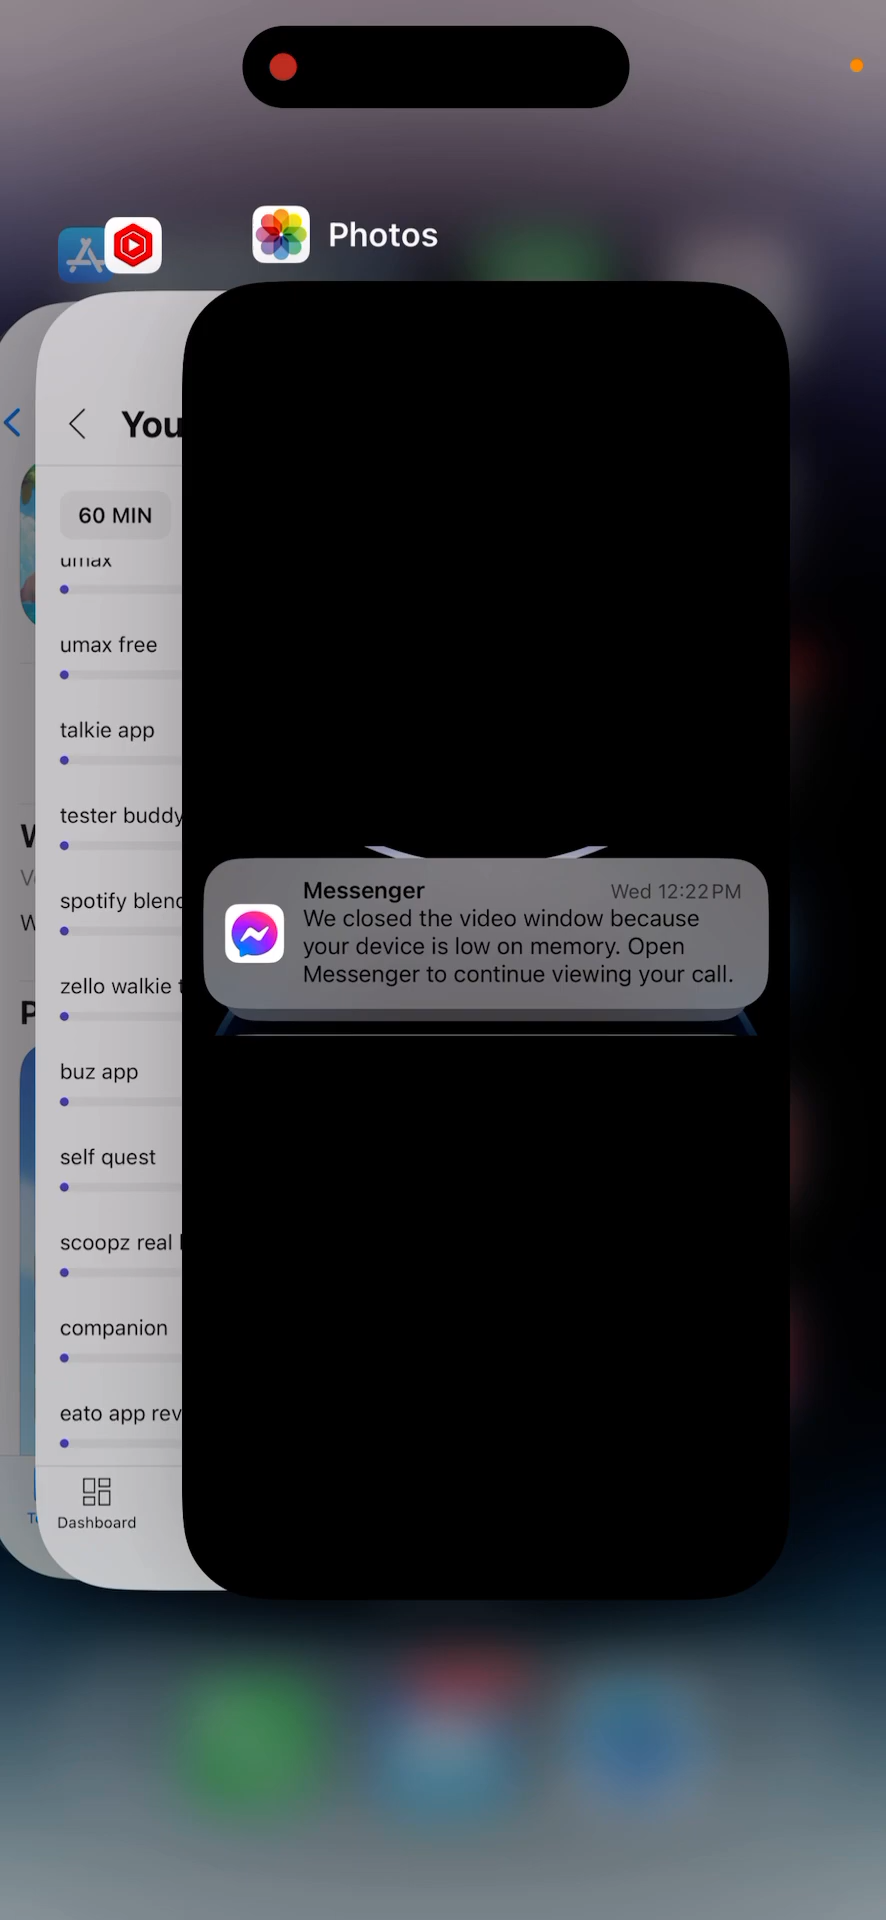 Photos
You
60 MIN
umax
umax free
talkie app
tester buddy
spotify blend
zello walkie
buz app
self quest
scoopz real
companion
eato app rev
Dashboard
Messenger
Wed 12:22 PM
We closed the video window because
your device is low on memory. Open
Messenger to continue viewing your call.
W
P